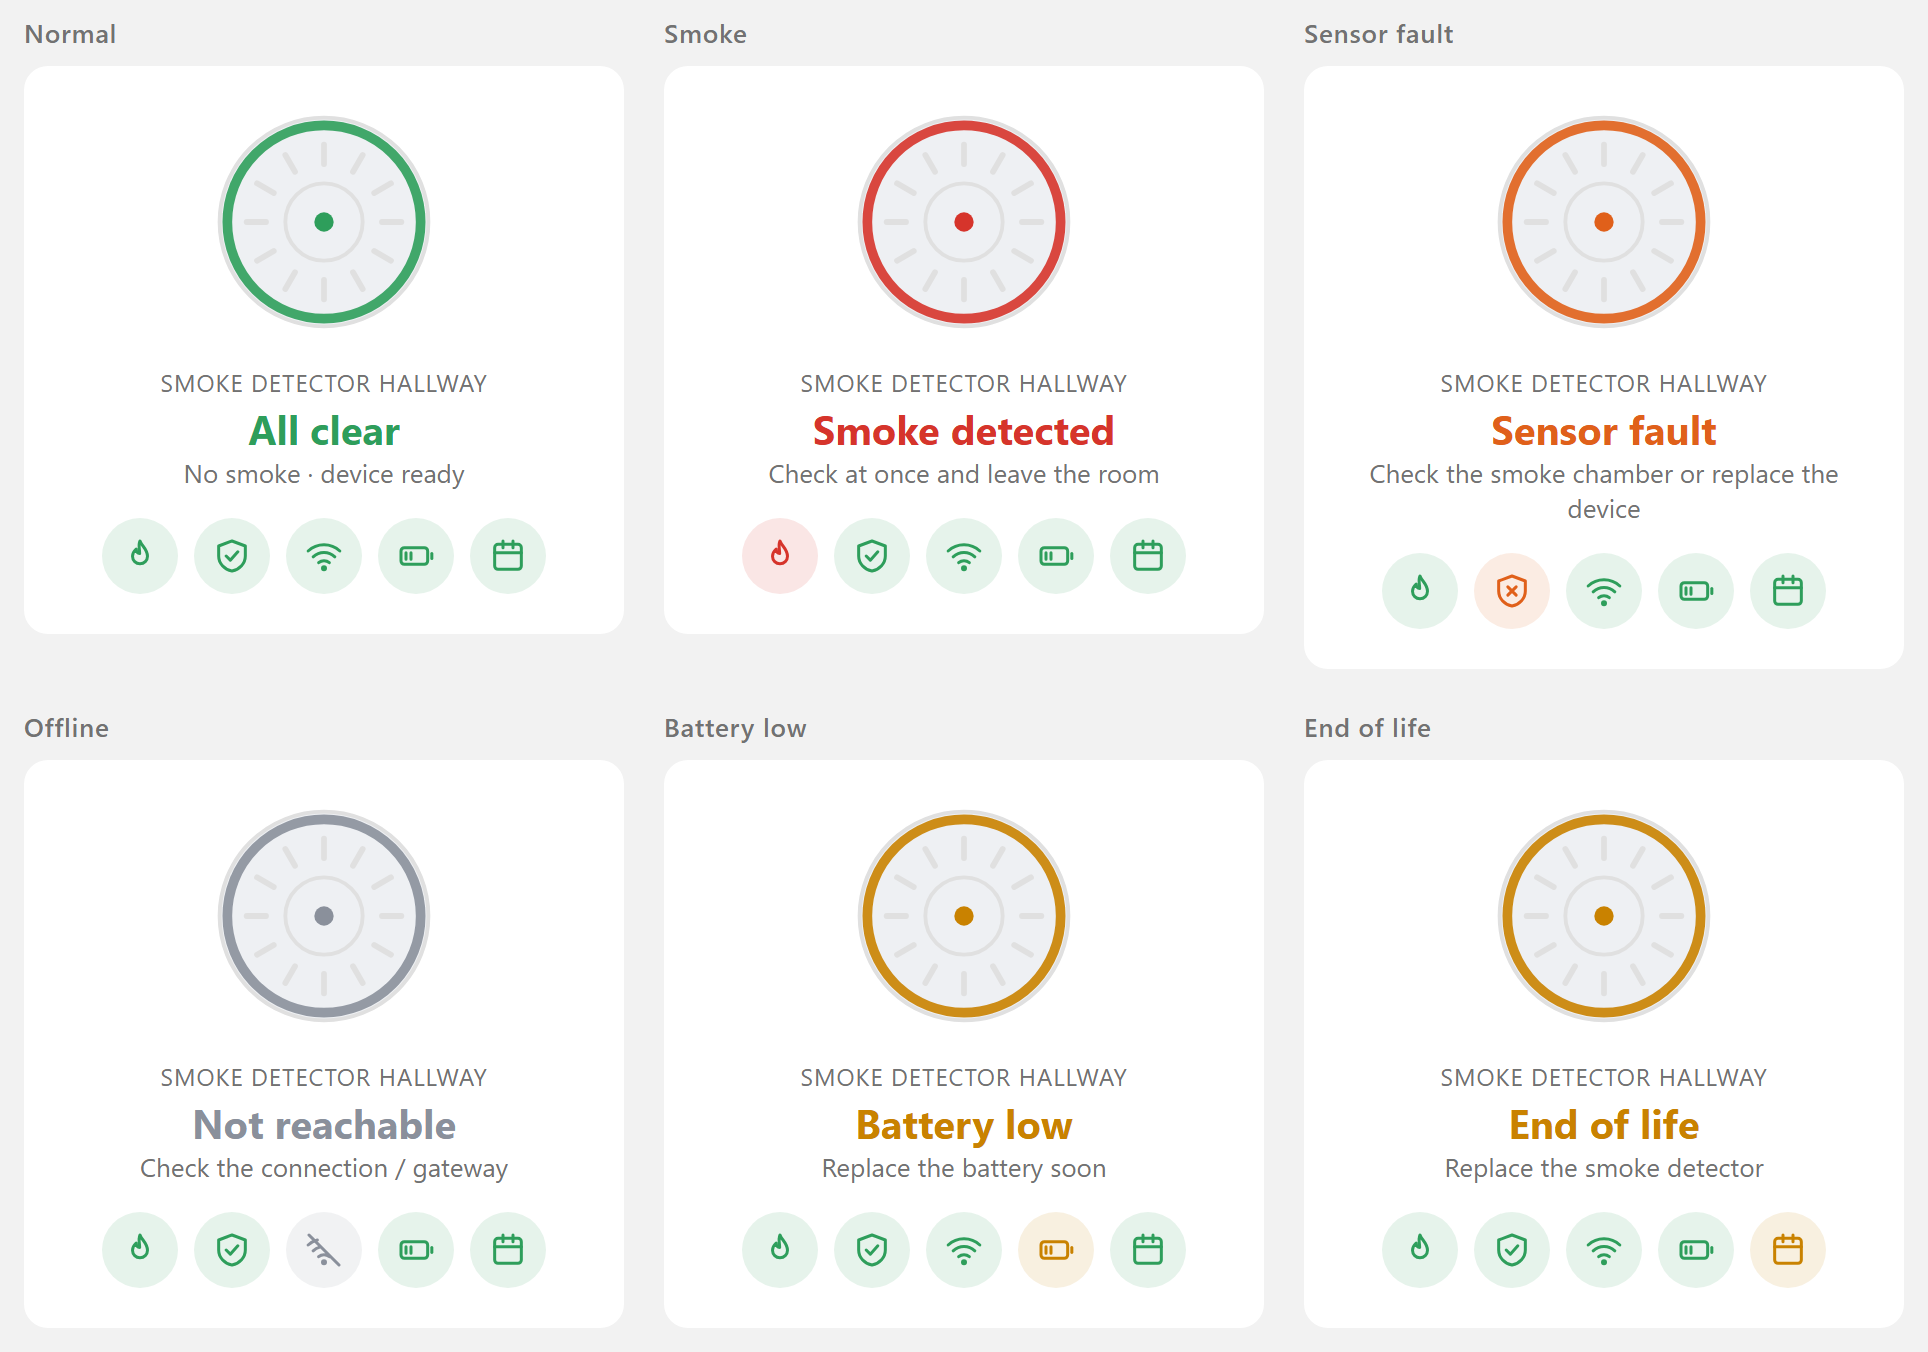 Normal
SMOKE DETECTOR HALLWAY
All clear
No smoke · device ready
Smoke
SMOKE DETECTOR HALLWAY
Smoke detected
Check at once and leave the room
Sensor fault
SMOKE DETECTOR HALLWAY
Sensor fault
Check the smoke chamber or replace the
device
Offline
SMOKE DETECTOR HALLWAY
Not reachable
Check the connection / gateway
Battery low
SMOKE DETECTOR HALLWAY
Battery low
Replace the battery soon
End of life
SMOKE DETECTOR HALLWAY
End of life
Replace the smoke detector